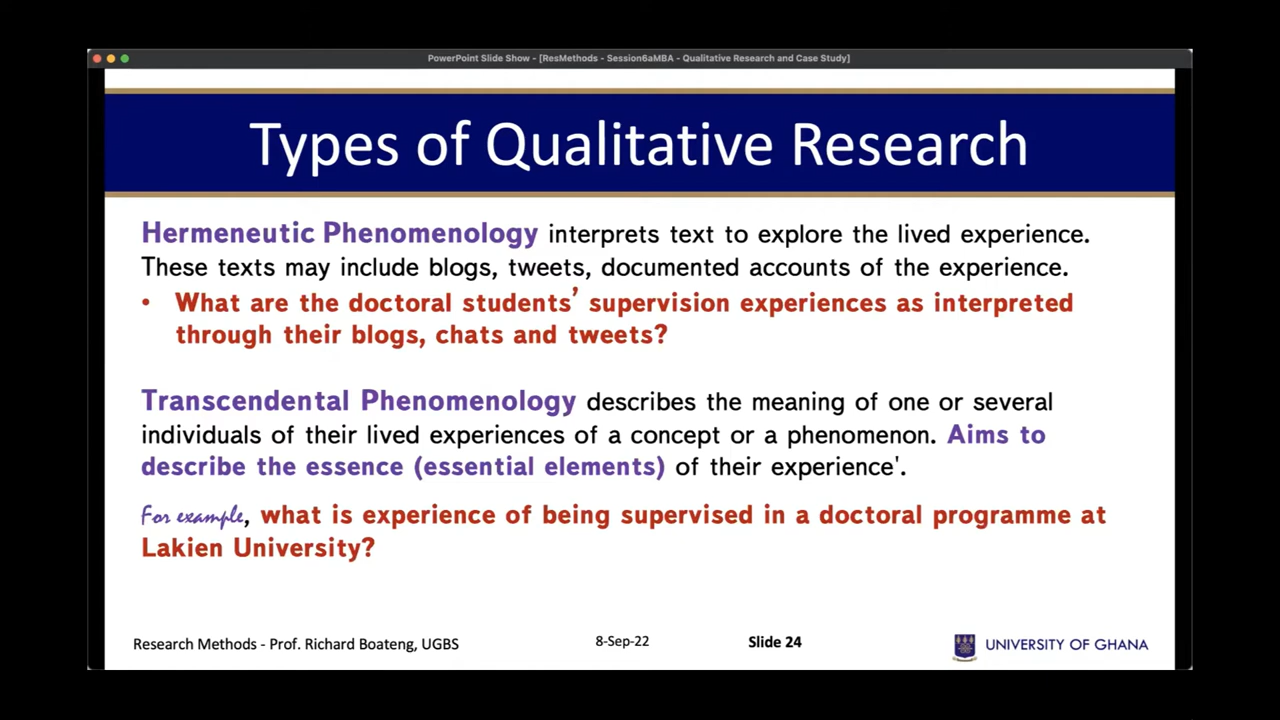 PowerPoint Slide Show - [ResMethods - Session6aMBA - Qualitative Research and Case Study]
Types of Qualitative Research
Hermeneutic Phenomenology interprets text to explore the lived experience.
These texts may include blogs, tweets, documented accounts of the experience.
• What are the doctoral students’ supervision experiences as interpreted
through their blogs, chats and tweets?
Transcendental Phenomenology describes the meaning of one or several
individuals of their lived experiences of a concept or a phenomenon. Aims to
describe the essence (essential elements) of their experience'.
For example, what is experience of being supervised in a doctoral programme at
Lakien University?
Research Methods - Prof. Richard Boateng, UGBS
8-Sep-22
Slide 24
UNIVERSITY OF GHANA